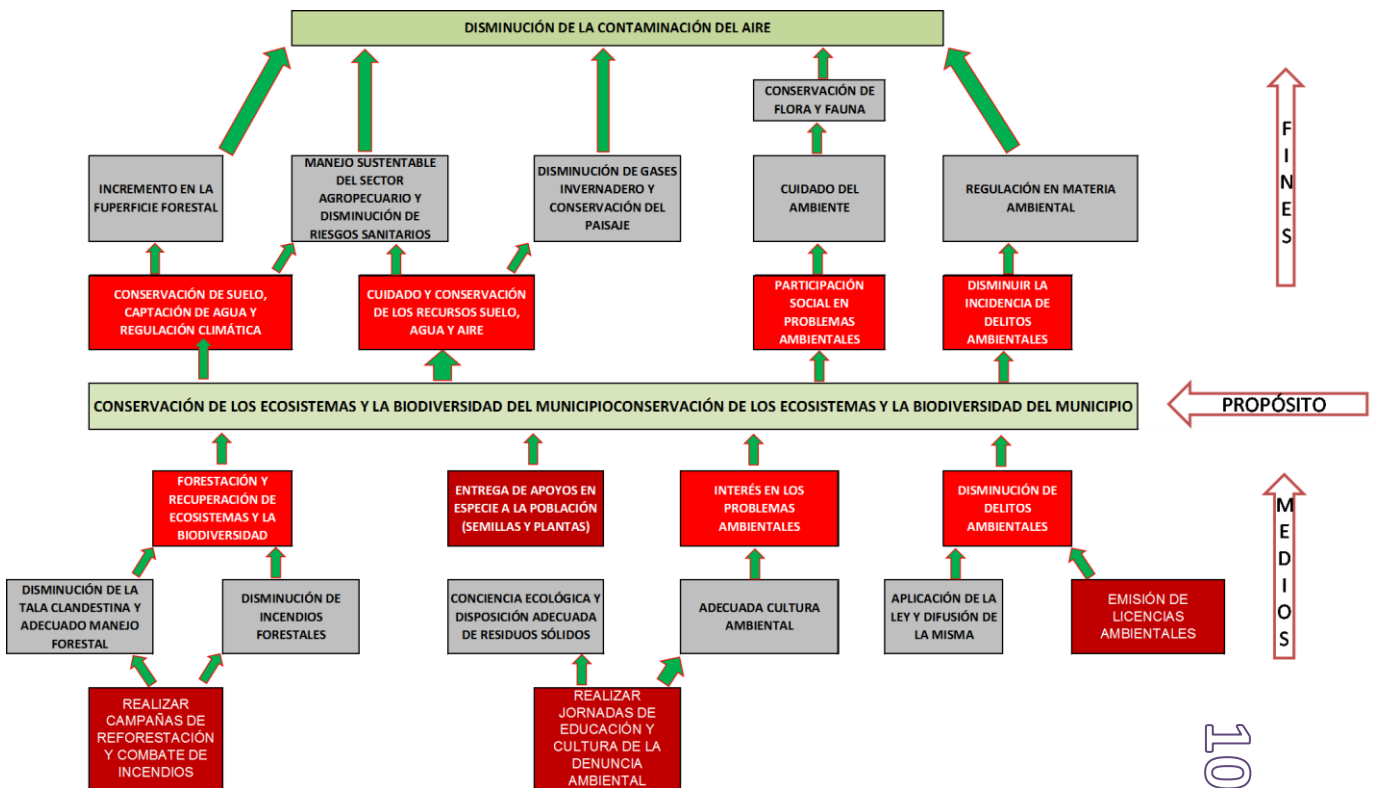 DISMINUCIÓN DE LA CONTAMINACIÓN DEL AIRE
CONSERVACIÓN DE
FLORA Y FAUNA
INCREMENTO EN LA
FUPERFICIE FORESTAL
MANEJO SUSTENTABLE
DEL SECTOR
AGROPECUARIO Y
DISMINUCIÓN DE
RIESGOS SANITARIOS
DISMINUCIÓN DE GASES
INVERNADERO Y
CONSERVACIÓN DEL
PAISAJE
CUIDADO DEL
AMBIENTE
REGULACIÓN EN MATERIA
AMBIENTAL
FINES
CONSERVACIÓN DE SUELO,
CAPTACIÓN DE AGUA Y
REGULACIÓN CLIMÁTICA
CUIDADO Y CONSERVACIÓN
DE LOS RECURSOS SUELO,
AGUA Y AIRE
PARTICIPACIÓN
SOCIAL EN
PROBLEMAS
AMBIENTALES
DISMINUIR LA
INCIDENCIA DE
DELITOS
AMBIENTALES
CONSERVACIÓN DE LOS ECOSISTEMAS Y LA BIODIVERSIDAD DEL MUNICIPIOCONSERVACIÓN DE LOS ECOSISTEMAS Y LA BIODIVERSIDAD DEL MUNICIPIO
PROPÓSITO
FORESTACIÓN Y
RECUPERACIÓN DE
ECOSISTEMAS Y LA
BIODIVERSIDAD
ENTREGA DE APOYOS EN
ESPECIE A LA POBLACIÓN
(SEMILLAS Y PLANTAS)
INTERÉS EN LOS
PROBLEMAS
AMBIENTALES
DISMINUCIÓN DE
DELITOS
AMBIENTALES
MEDIOS
DISMINUCIÓN DE LA
TALA CLANDESTINA Y
ADECUADO MANEJO
FORESTAL
DISMINUCIÓN DE
INCENDIOS
FORESTALES
CONCIENCIA ECOLÓGICA Y
DISPOSICIÓN ADECUADA
DE RESIDUOS SÓLIDOS
ADECUADA CULTURA
AMBIENTAL
APLICACIÓN DE LA
LEY Y DIFUSIÓN DE
LA MISMA
EMISIÓN DE
LICENCIAS
AMBIENTALES
REALIZAR
CAMPAÑAS DE
REFORESTACIÓN
Y COMBATE DE
INCENDIOS
REALIZAR
JORNADAS DE
EDUCACIÓN Y
CULTURA DE LA
DENUNCIA
AMBIENTAL
10